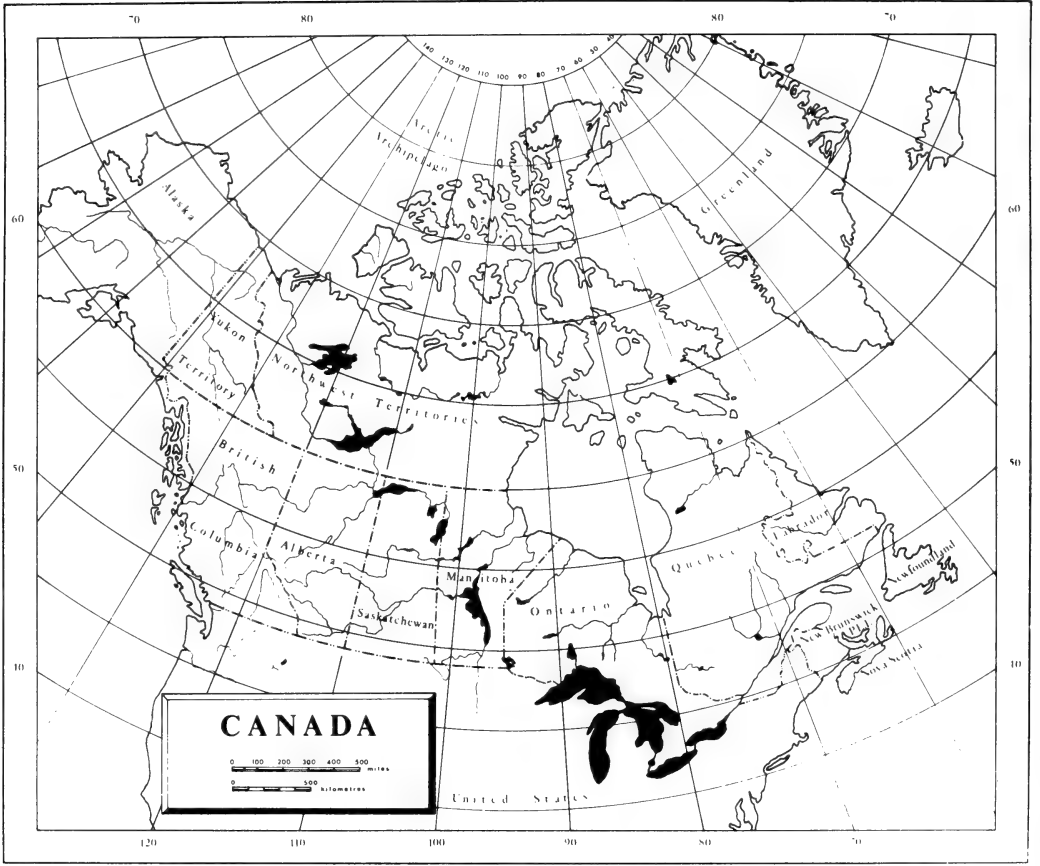 70 80 80 70
140 130 120 110 100 90 80 70 60 50 40
Arctic
Archipelago
Greenland
Alaska
60 60
Yukon
Territory
Northwest Territories
50 50
British
Columbia
Alberta
Saskatchewan
Manitoba
Ontario
Quebec
Labrador
Newfoundland
New Brunswick
P.E.I.
Nova Scotia
40 40
CANADA
0 100 200 300 400 500
miles
0 500
kilometres
United States
120 110 100 90 80 70